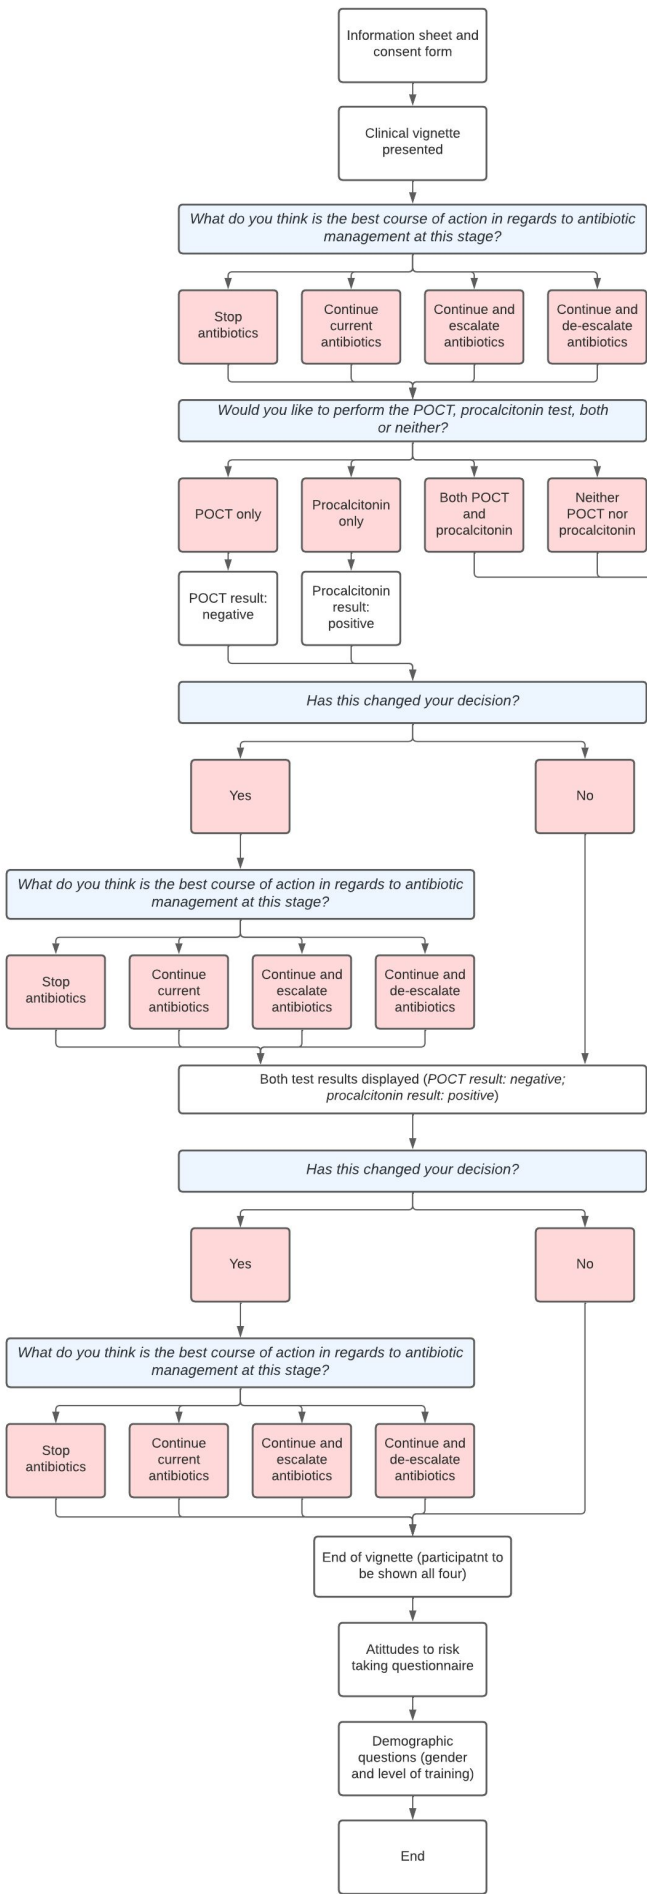 Information sheet and
consent form
Clinical vignette
presented
What do you think is the best course of action in regards to antibiotic
management at this stage?
Stop
antibiotics
Continue
current
antibiotics
Continue and
escalate
antibiotics
Continue and
de-escalate
antibiotics
Would you like to perform the POCT, procalcitonin test, both
or neither?
POCT only
Procalcitonin
only
Both POCT
and
procalcitonin
Neither
POCT nor
procalcitonin
POCT result:
negative
Procalcitonin
result:
positive
Has this changed your decision?
Yes
No
What do you think is the best course of action in regards to antibiotic
management at this stage?
Stop
antibiotics
Continue
current
antibiotics
Continue and
escalate
antibiotics
Continue and
de-escalate
antibiotics
Both test results displayed (POCT result: negative;
procalcitonin result: positive)
Has this changed your decision?
Yes
No
What do you think is the best course of action in regards to antibiotic
management at this stage?
Stop
antibiotics
Continue
current
antibiotics
Continue and
escalate
antibiotics
Continue and
de-escalate
antibiotics
End of vignette (participatnt to
be shown all four)
Atittudes to risk
taking questionnaire
Demographic
questions (gender
and level of training)
End